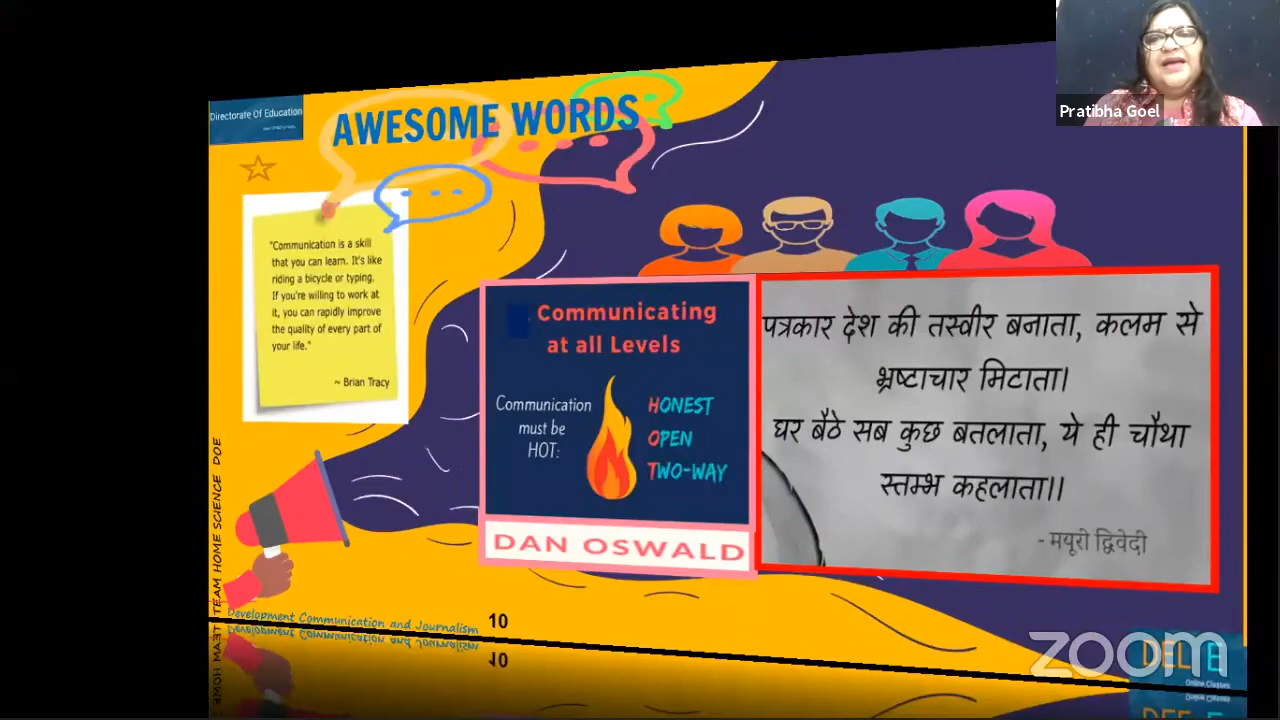 Pratibha Goel
Directorate Of Education
AWESOME WORDS
"Communication is a skill
that you can learn. It's like
riding a bicycle or typing.
If you're willing to work at
it, you can rapidly improve
the quality of every part of
your life."
~ Brian Tracy
Communicating
at all Levels
Communication
must be
HOT:
HONEST
OPEN
TWO-WAY
DAN OSWALD
पत्रकार देश की तस्वीर बनाता, कलम से
भ्रष्टाचार मिटाता।
घर बैठे सब कुछ बतलाता, ये ही चौथा
स्तम्भ कहलाता।।
- मयूरी द्विवेदी
TEAM HOME SCIENCE DOE
Development Communication and Journalism
10
zoom
Online Classes